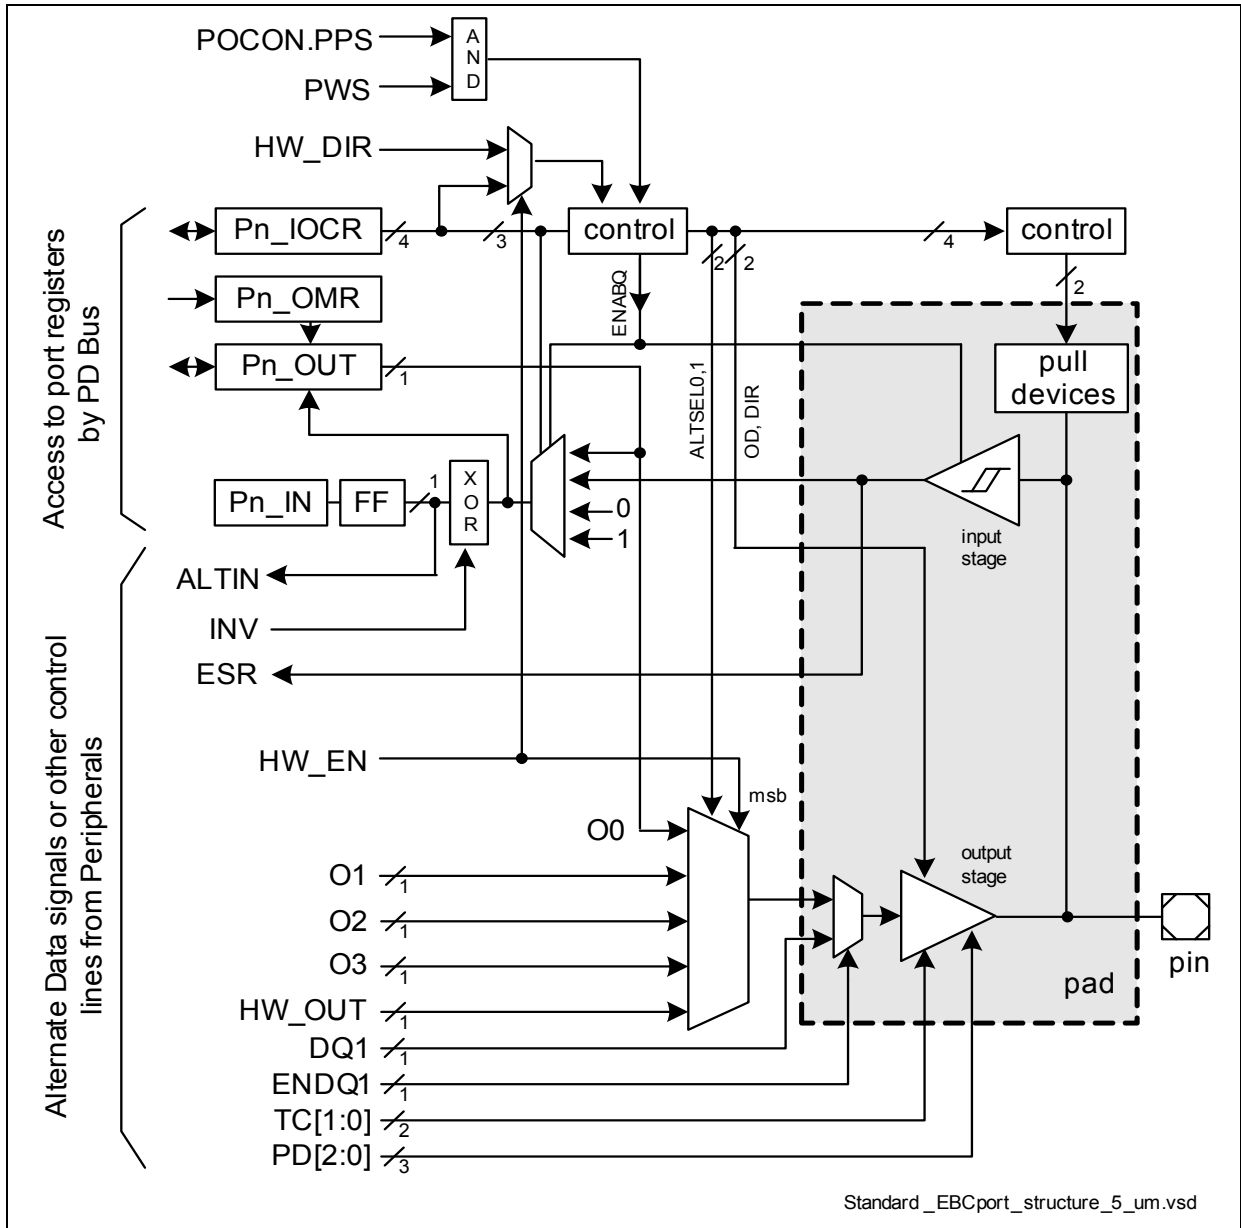 POCON.PPS
AND
PWS
HW_DIR
Pn_IOCR
4
3
control
2
2
4
control
2
Pn_OMR
ENABQ
Pn_OUT
1
pull
devices
ALTSEL0,1
OD, DIR
Access to port registers
by PD Bus
Pn_IN
FF
1
XOR
0
1
input
stage
ALTIN
INV
ESR
HW_EN
msb
O0
O1
1
output
stage
O2
1
O3
1
HW_OUT
1
DQ1
1
ENDQ1
1
TC[1:0]
2
PD[2:0]
3
pad
pin
Alternate Data signals or other control
lines from Peripherals
Standard _EBCport_structure_5_um.vsd